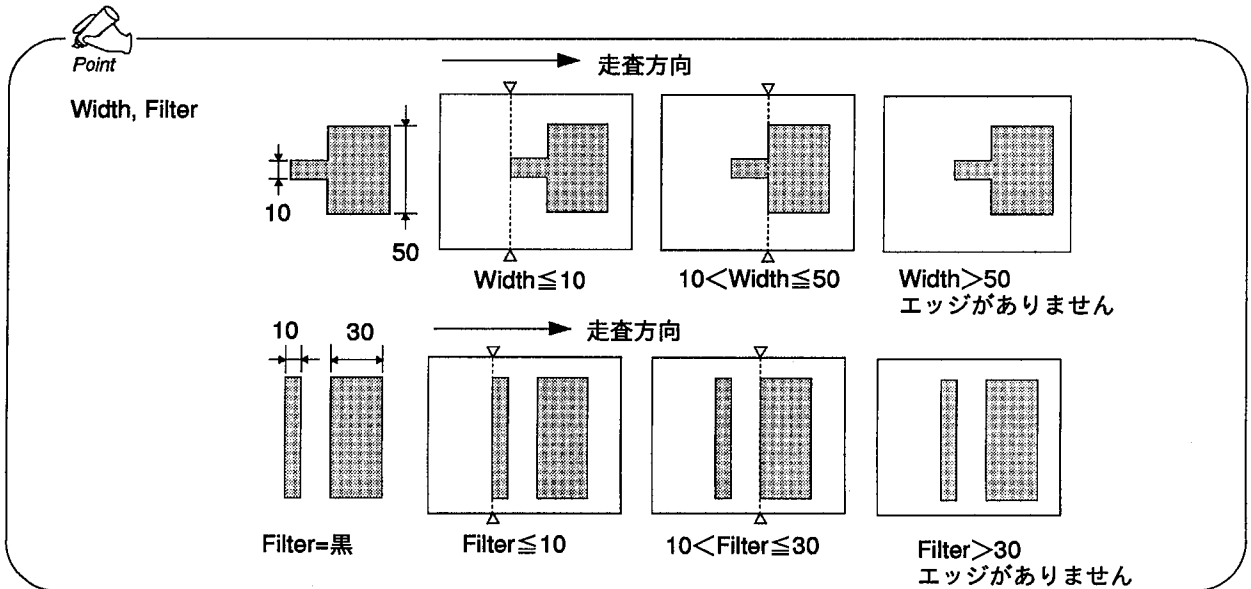 Point
Width, Filter
走査方向
10
50
Width≦10
10<Width≦50
Width>50
エッジがありません
10 30
走査方向
Filter=黒
Filter≦10
10<Filter≦30
Filter>30
エッジがありません